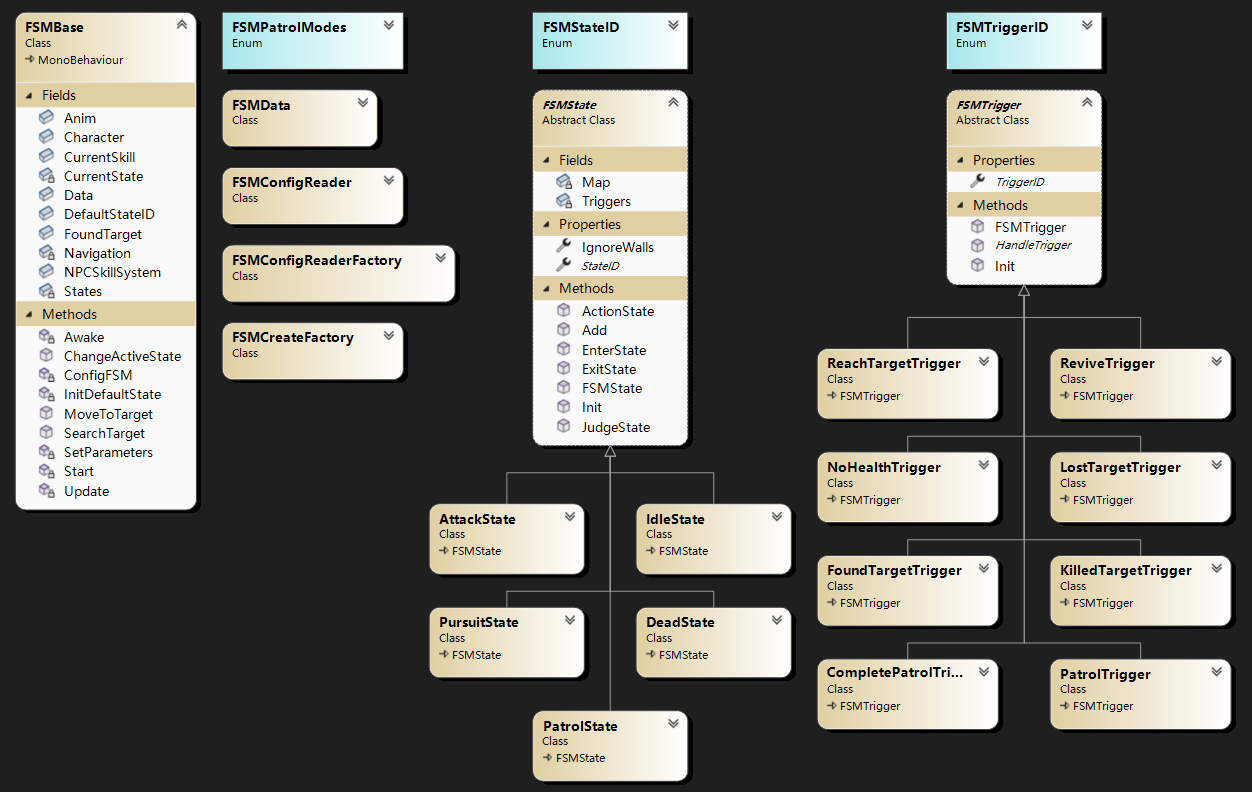 FSMBase
Class
MonoBehaviour
Fields
Anim
Character
CurrentSkill
CurrentState
Data
DefaultStateID
FoundTarget
Navigation
NPCSkillSystem
States
Methods
Awake
ChangeActiveState
ConfigFSM
InitDefaultState
MoveToTarget
SearchTarget
SetParameters
Start
Update
FSMPatrolModes
Enum
FSMData
Class
FSMConfigReader
Class
FSMConfigReaderFactory
Class
FSMCreateFactory
Class
FSMStateID
Enum
FSMState
Abstract Class
Fields
Map
Triggers
Properties
IgnoreWalls
StateID
Methods
ActionState
Add
EnterState
ExitState
FSMState
Init
JudgeState
AttackState
Class
FSMState
IdleState
Class
FSMState
PursuitState
Class
FSMState
DeadState
Class
FSMState
PatrolState
Class
FSMState
FSMTriggerID
Enum
FSMTrigger
Abstract Class
Properties
TriggerID
Methods
FSMTrigger
HandleTrigger
Init
ReachTargetTrigger
Class
FSMTrigger
ReviveTrigger
Class
FSMTrigger
NoHealthTrigger
Class
FSMTrigger
LostTargetTrigger
Class
FSMTrigger
FoundTargetTrigger
Class
FSMTrigger
KilledTargetTrigger
Class
FSMTrigger
CompletePatrolTri...
Class
FSMTrigger
PatrolTrigger
Class
FSMTrigger